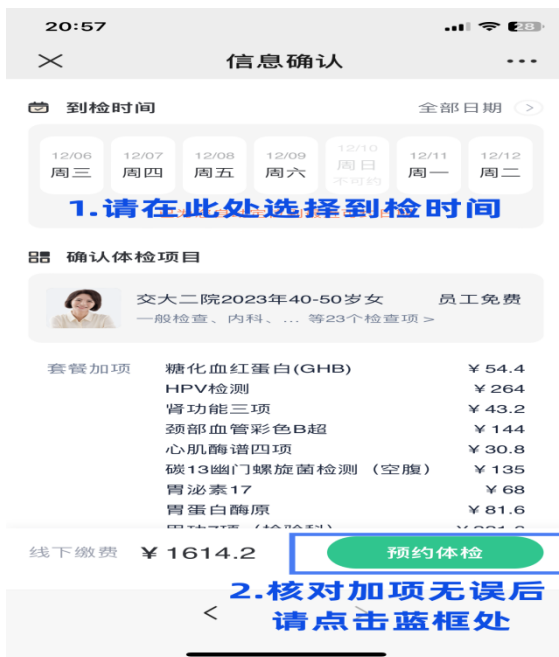 20:57
28
信息确认
到检时间
全部日期 >
12/06 12/07 12/08 12/09 12/10 12/11 12/12
周三 周四 周五 周六 周日 周一 周二
不可约
1.请在此处选择到检时间
确认体检项目
交大二院2023年40-50岁女 员工免费
一般检查、内科、... 等23个检查项>
套餐加项 糖化血红蛋白(GHB) ¥ 54.4
HPV检测 ¥ 264
肾功能三项 ¥ 43.2
颈部血管彩色B超 ¥ 144
心肌酶谱四项 ¥ 30.8
碳13幽门螺旋菌检测（空腹） ¥ 135
胃泌素17 ¥ 68
胃蛋白酶原 ¥ 81.6
线下缴费 ¥ 1614.2 预约体检
2.核对加项无误后
请点击蓝框处